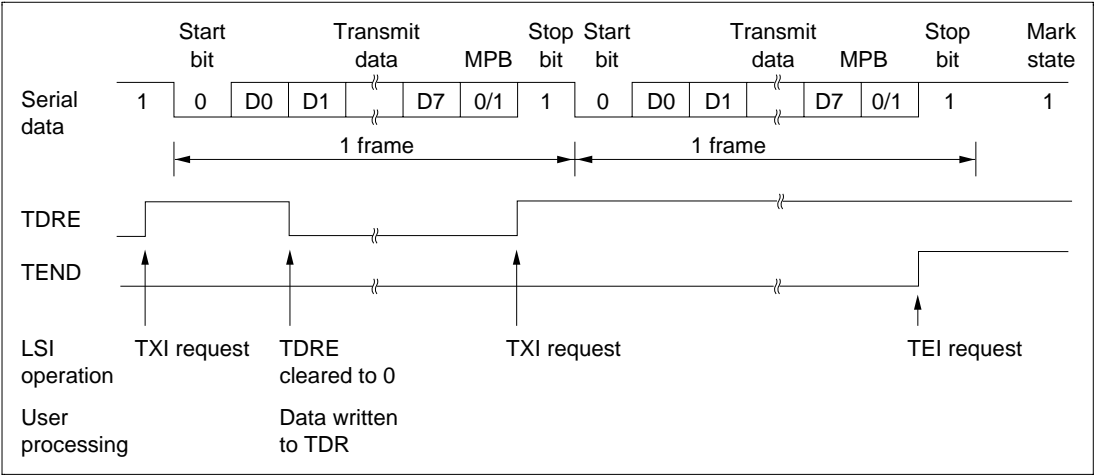 Start Transmit Stop Start Transmit Stop Mark
bit data MPB bit bit data MPB bit state
Serial
data
1 0 D0 D1 D7 0/1 1 0 D0 D1 D7 0/1 1 1
1 frame 1 frame
TDRE
TEND
LSI
operation
TXI request
TDRE
cleared to 0
TXI request
TEI request
User
processing
Data written
to TDR